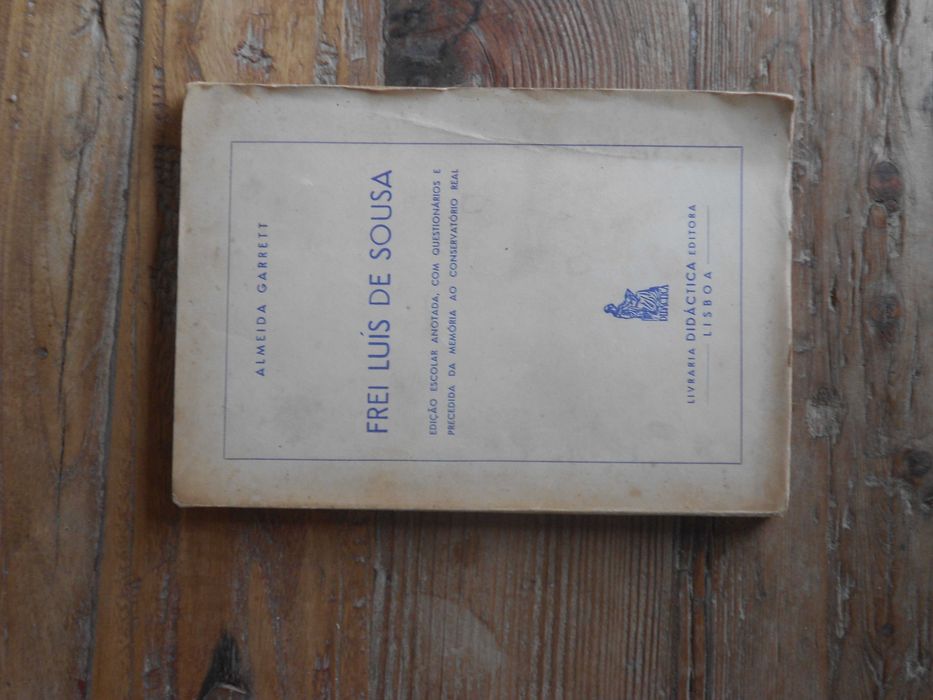 ALMEIDA GARRETT
FREI LUÍS DE SOUSA
EDIÇÃO ESCOLAR ANOTADA, COM QUESTIONÁRIOS E
PRECEDIDA DA MEMÓRIA AO CONSERVATÓRIO REAL
DIDÁCTICA
LIVRARIA DIDÁCTICA EDITORA
LISBOA